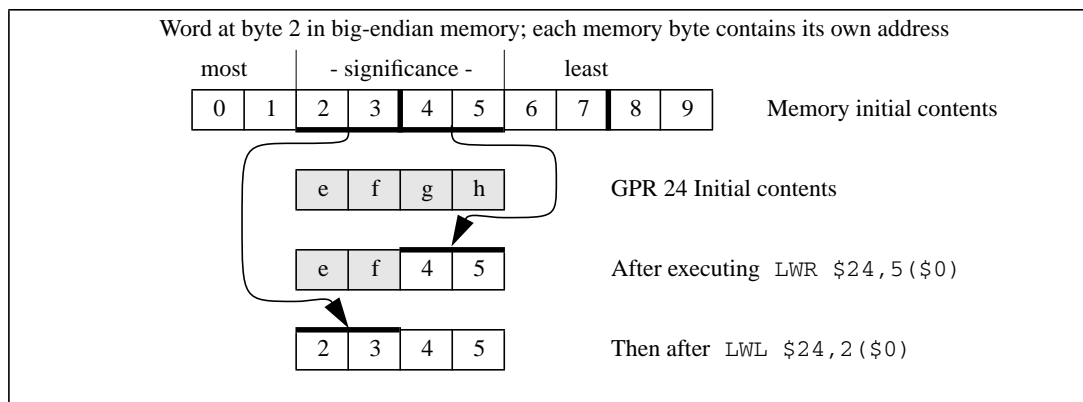 Word at byte 2 in big-endian memory; each memory byte contains its own address
most - significance - least
0 1 2 3 4 5 6 7 8 9 Memory initial contents
e f g h GPR 24 Initial contents
e f 4 5 After executing LWR $24,5($0)
2 3 4 5 Then after LWL $24,2($0)